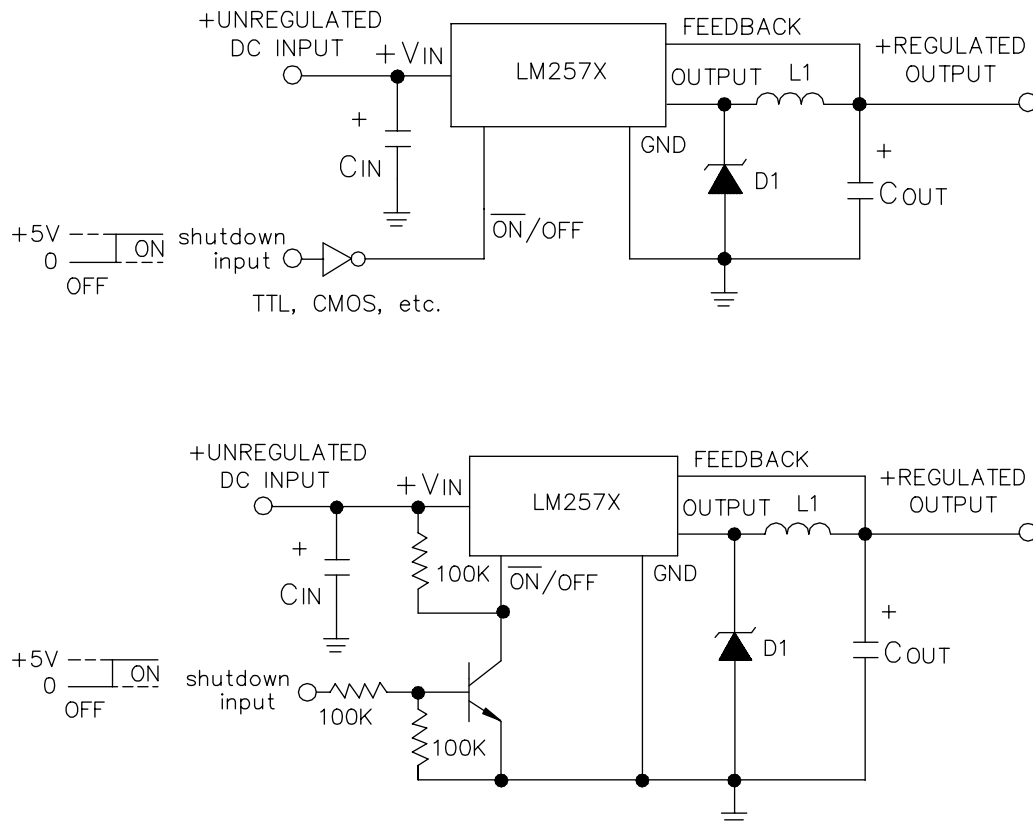 +UNREGULATED
DC INPUT
+VIN
LM257X
FEEDBACK
OUTPUT
L1
+REGULATED
OUTPUT
GND
+
CIN
D1
+
COUT
ON/OFF
+5V
0
ON
OFF
shutdown
input
TTL, CMOS, etc.
+UNREGULATED
DC INPUT
+VIN
LM257X
FEEDBACK
OUTPUT
L1
+REGULATED
OUTPUT
+
CIN
100K
ON/OFF
GND
D1
+
COUT
+5V
0
ON
OFF
shutdown
input
100K
100K